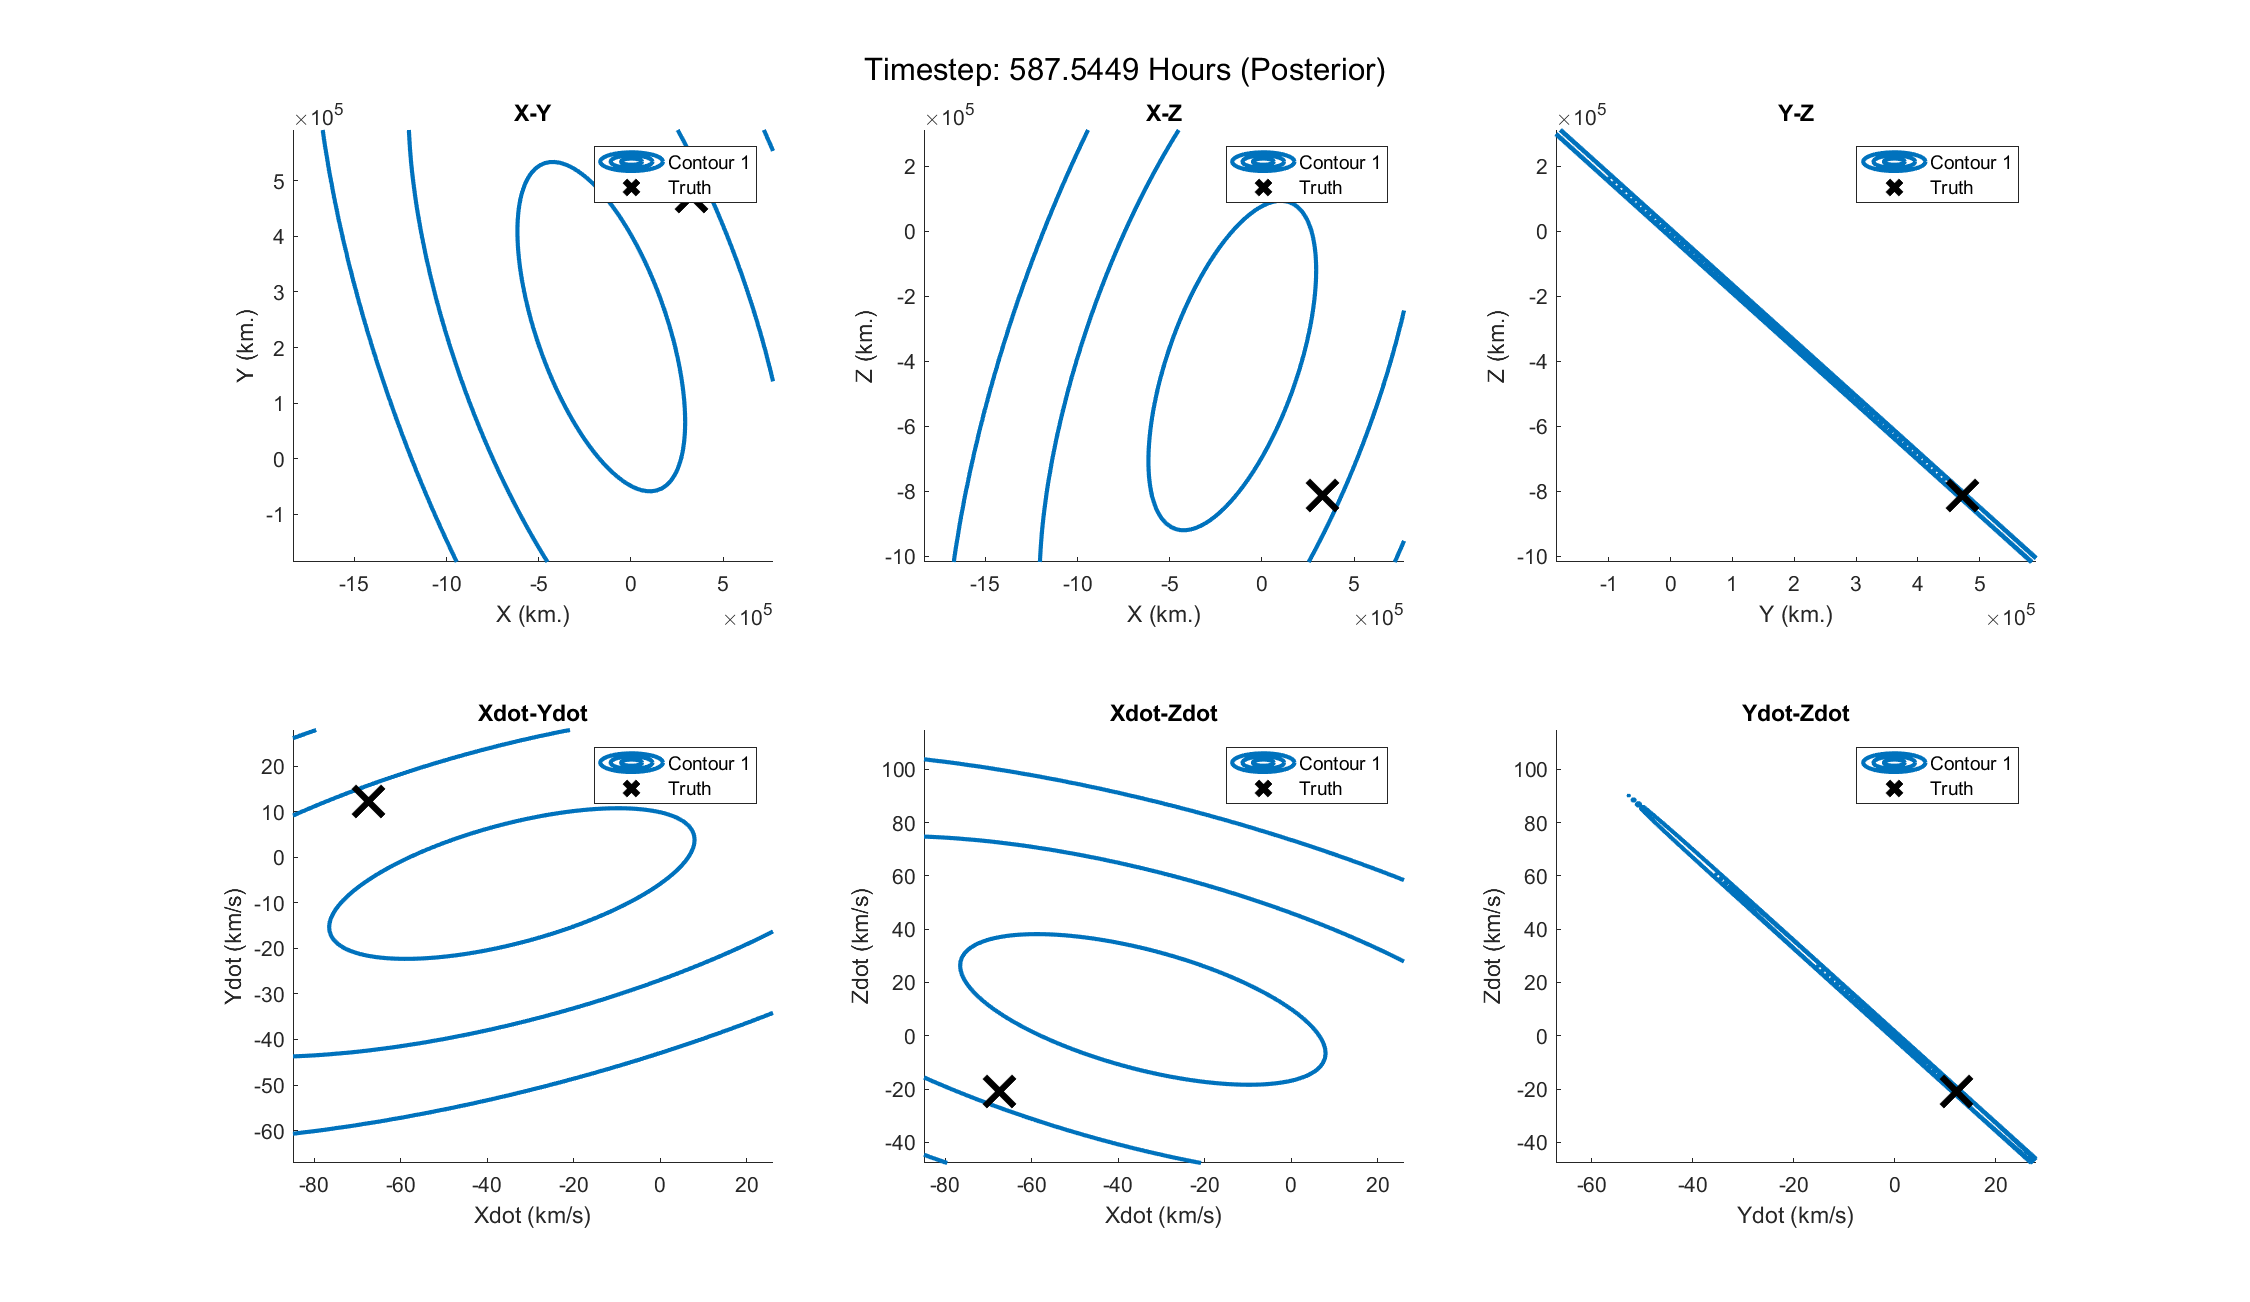 Timestep: 587.5449 Hours (Posterior)
X-Y
×10^5
Contour 1
Truth
5
4
3
2
1
0
-1
Y (km.)
-15 -10 -5 0 5
X (km.)
×10^5
X-Z
×10^5
Contour 1
Truth
2
0
-2
-4
-6
-8
-10
Z (km.)
-15 -10 -5 0 5
X (km.)
×10^5
Y-Z
×10^5
Contour 1
Truth
2
0
-2
-4
-6
-8
-10
Z (km.)
-1 0 1 2 3 4 5
Y (km.)
×10^5
Xdot-Ydot
Contour 1
Truth
20
10
0
-10
-20
-30
-40
-50
-60
Ydot (km/s)
-80 -60 -40 -20 0 20
Xdot (km/s)
Xdot-Zdot
Contour 1
Truth
100
80
60
40
20
0
-20
-40
Zdot (km/s)
-80 -60 -40 -20 0 20
Xdot (km/s)
Ydot-Zdot
Contour 1
Truth
100
80
60
40
20
0
-20
-40
Zdot (km/s)
-60 -40 -20 0 20
Ydot (km/s)